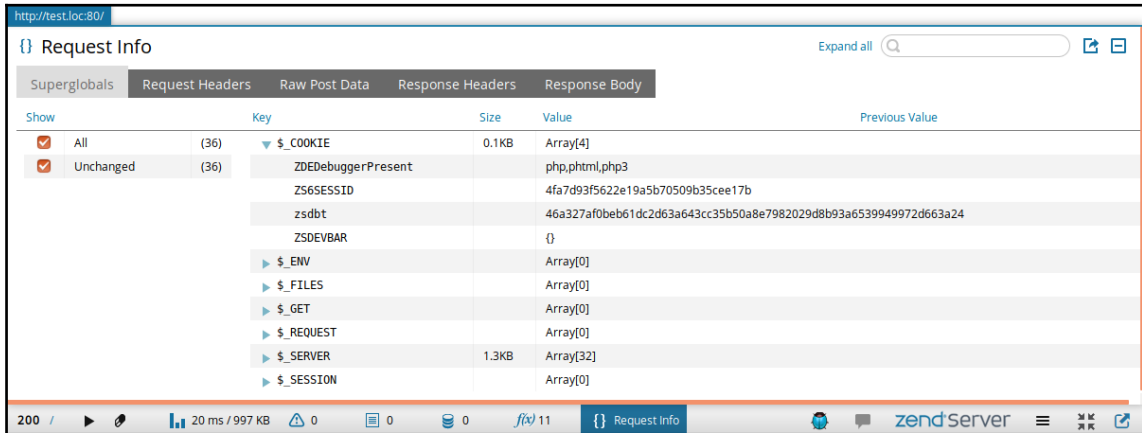 http://test.loc:80/
{} Request Info Expand all
Superglobals Request Headers Raw Post Data Response Headers Response Body
Show Key Size Value Previous Value
All (36) $_COOKIE 0.1KB Array[4]
Unchanged (36) ZDEDebuggerPresent php,phtml,php3
ZS6SESSID 4fa7d93f5622e19a5b70509b35cee17b
zsdbt 46a327af0beb61dc2d63a643cc35b50a8e7982029d8b93a6539949972d663a24
ZSDEVBAR {}
$_ENV Array[0]
$_FILES Array[0]
$_GET Array[0]
$_REQUEST Array[0]
$_SERVER 1.3KB Array[32]
$_SESSION Array[0]
200 / 20 ms / 997 KB 0 0 0 f(x) 11 {} Request Info zend Server